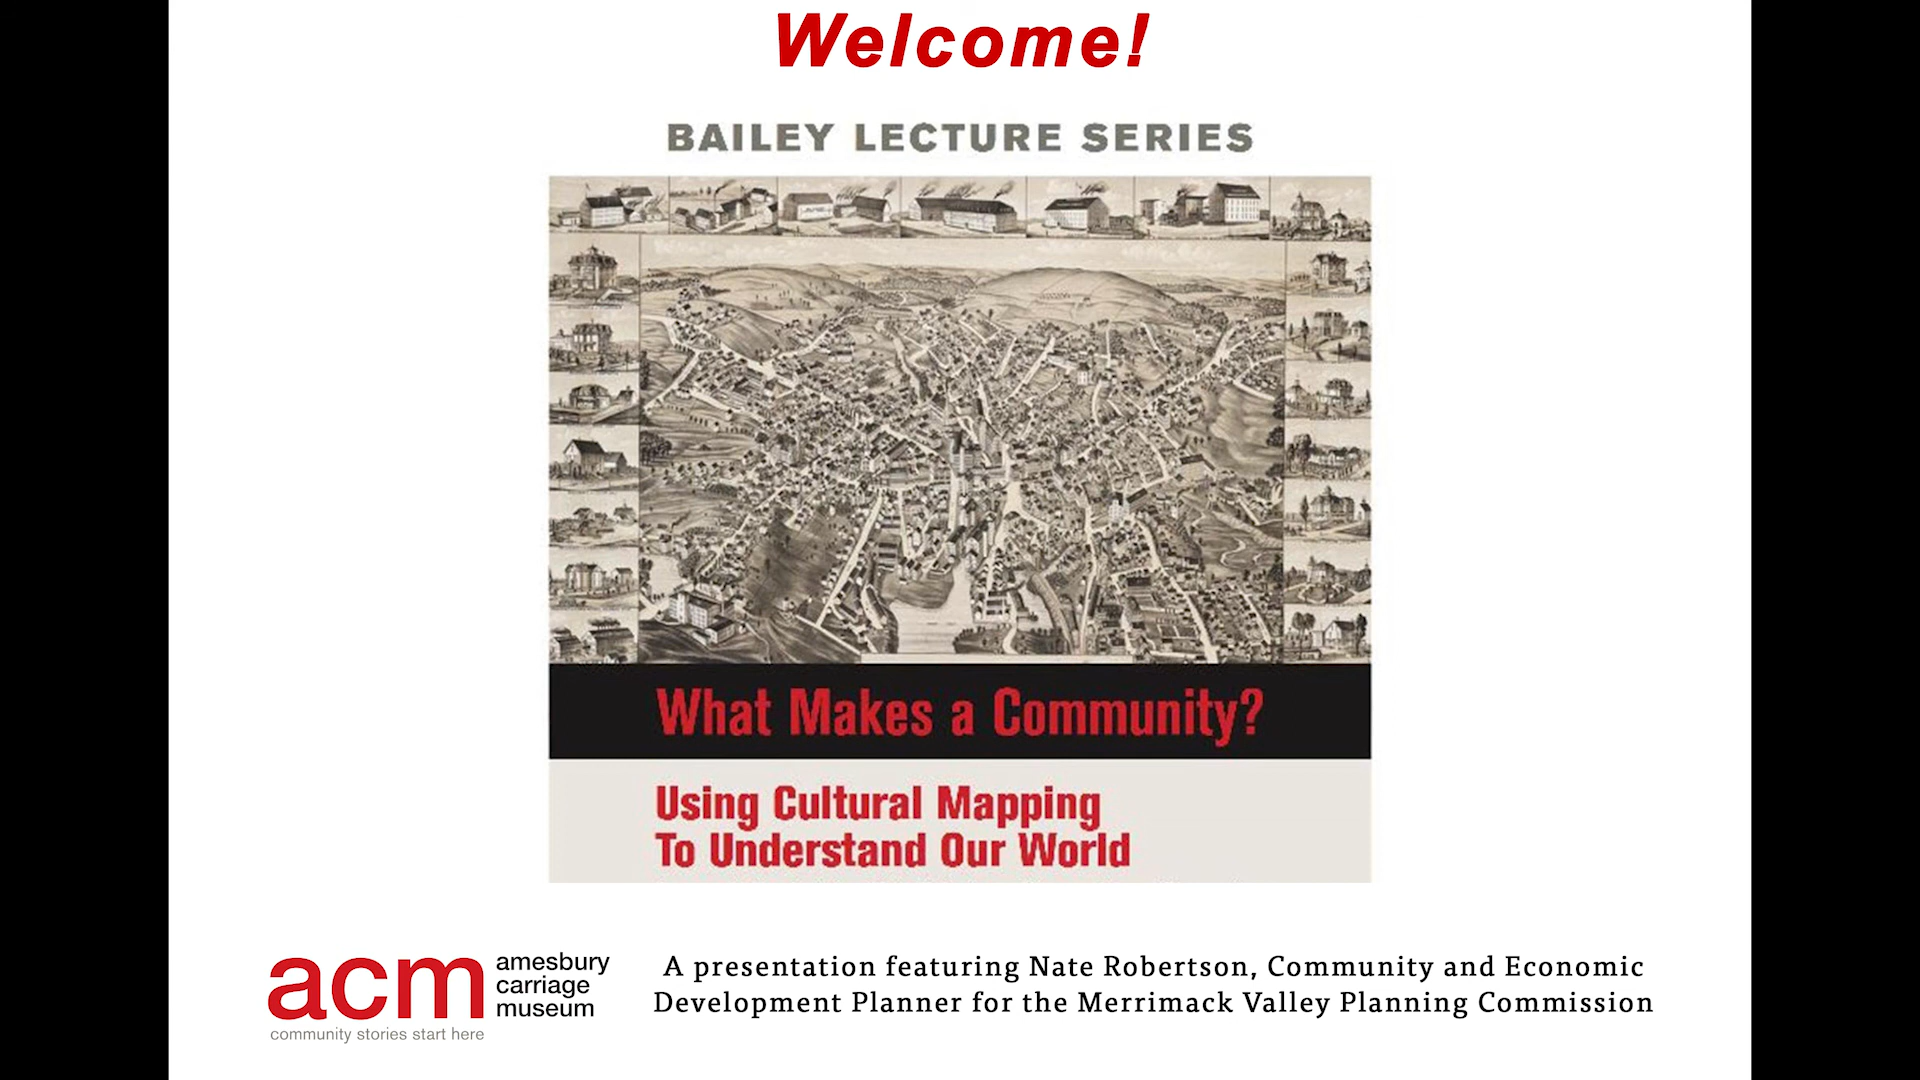 Welcome!
BAILEY LECTURE SERIES
What Makes a Community?
Using Cultural Mapping
To Understand Our World
acm
amesbury
carriage
museum
community stories start here
A presentation featuring Nate Robertson, Community and Economic
Development Planner for the Merrimack Valley Planning Commission